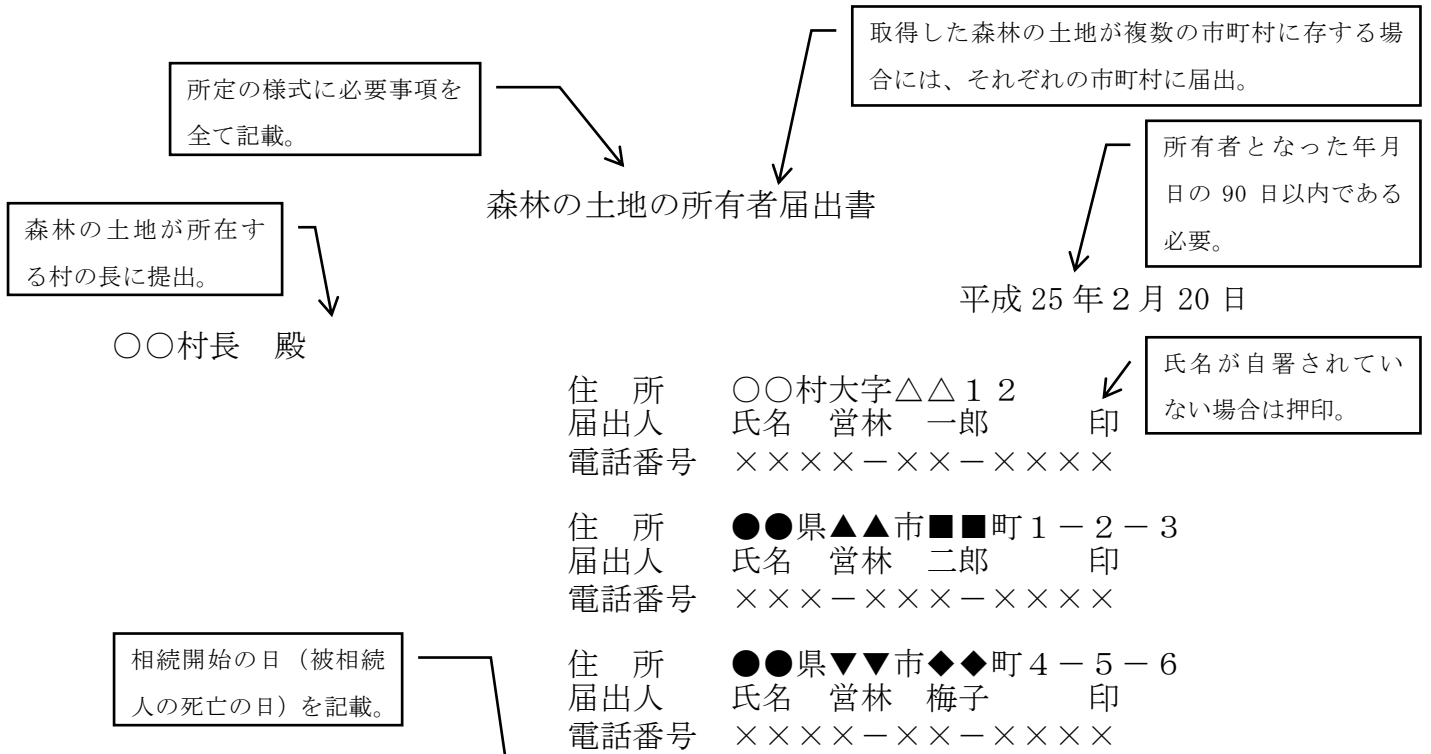 取得した森林の土地が複数の市町村に存する場
合には、それぞれの市町村に届出。
所定の様式に必要事項を
全て記載。
所有者となった年月
日の 90 日以内である
必要。
森林の土地の所有者届出書
森林の土地が所在す
る村の長に提出。
平成 25 年２月 20 日
○○村長　殿
氏名が自署されてい
ない場合は押印。
住　所　　○○村大字△△１２
届出人　　氏名　営林　一郎　　　印
電話番号　××××－××－××××
住　所　　●●県▲▲市■■町１－２－３
届出人　　氏名　営林　二郎　　　印
電話番号　×××－×××－××××
相続開始の日（被相続
人の死亡の日）を記載。
住　所　　●●県▼▼市◆◆町４－５－６
届出人　　氏名　営林　梅子　　　印
電話番号　××××－××－××××